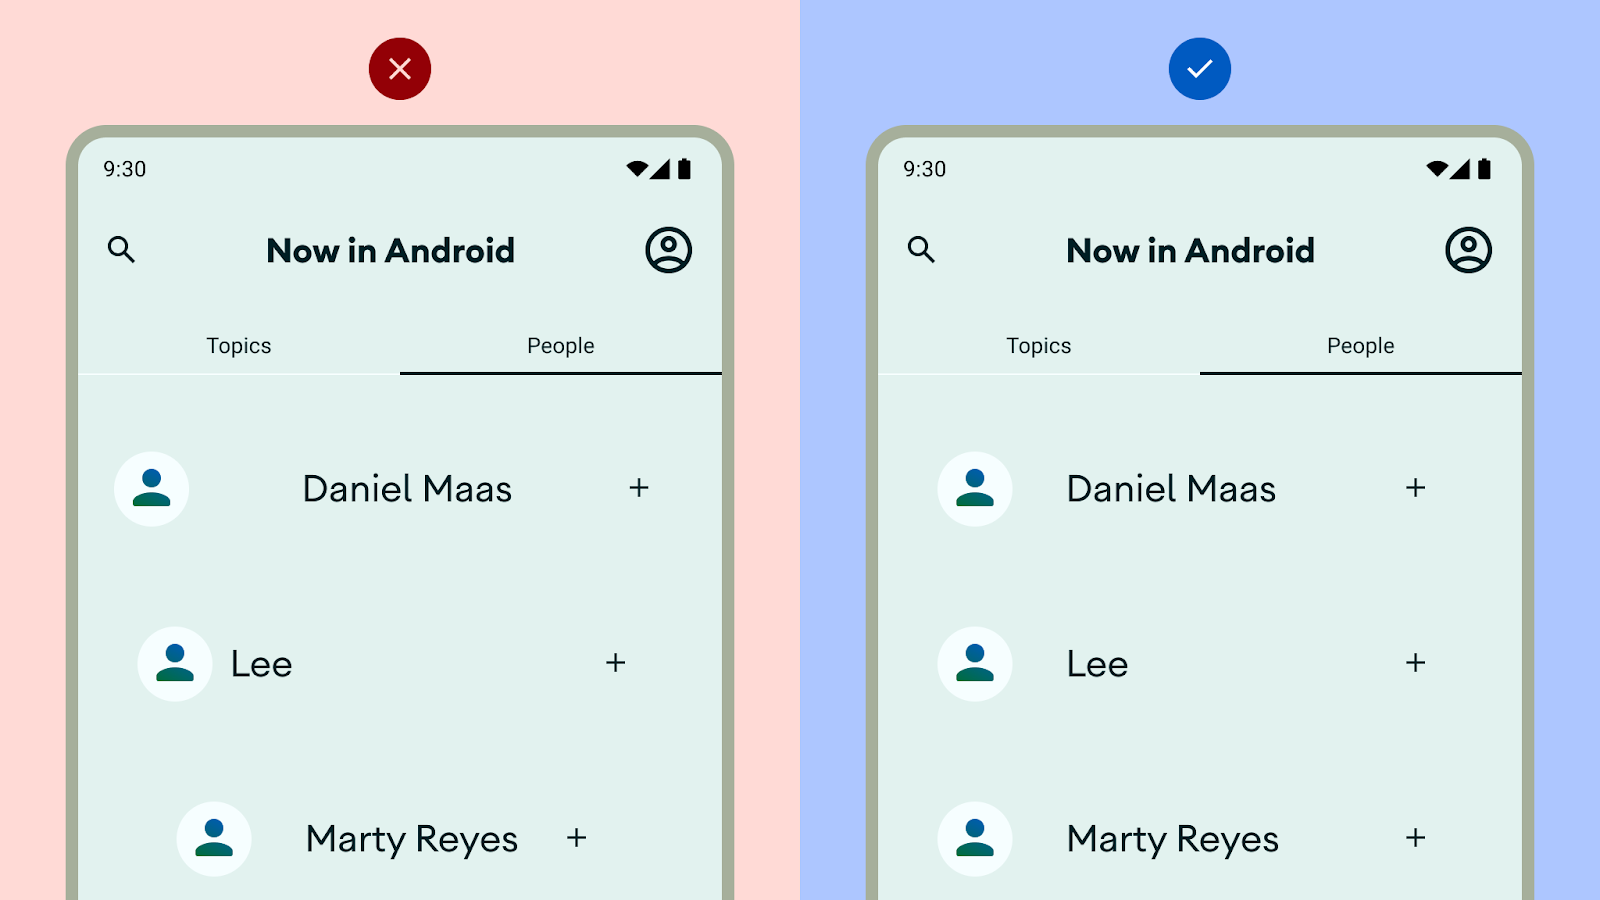 9:30
Now in Android
Topics People
Daniel Maas +
Lee +
Marty Reyes +
9:30
Now in Android
Topics People
Daniel Maas +
Lee +
Marty Reyes +